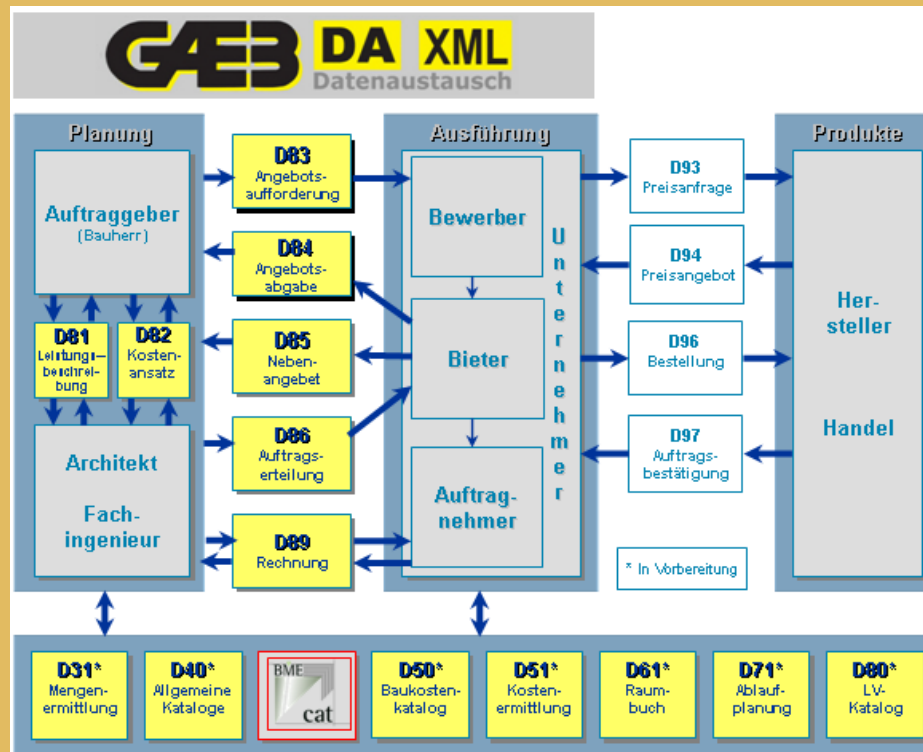 GAEB DA XML
Datenaustausch
Planung
Auftraggeber
(Bauherr)
D81
Leistungs-
beschrei-
bung
D82
Kosten-
ansatz
Architekt
Fach-
ingenieur
D83
Angebots-
aufforderung
D84
Angebots-
abgabe
D85
Neben-
angebet
D86
Auftrags-
erteilung
D89
Rechnung
Ausführung
Bewerber
Bieter
Auftrag-
nehmer
Unternehmer
D93
Preisanfrage
D94
Preisangebot
D96
Bestellung
D97
Auftrags-
bestätigung
* In Vorbereitung
Produkte
Her-
steller
Handel
D31*
Mengen-
ermittlung
D40*
Allgemeine
Kataloge
BME
cat
D50*
Baukosten-
katalog
D51*
Kosten-
ermittlung
D61*
Raum-
buch
D71*
Ablauf-
planung
D80*
LV-
Katalog